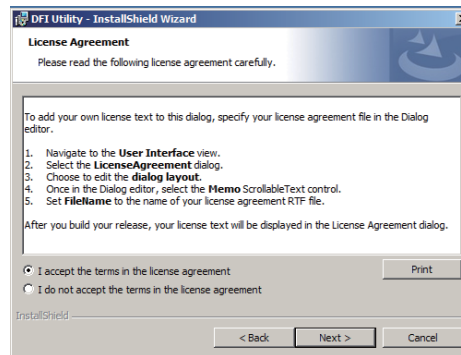 DFI Utility - InstallShield Wizard
License Agreement
Please read the following license agreement carefully.
To add your own license text to this dialog, specify your license agreement file in the Dialog
editor.
1. Navigate to the User Interface view.
2. Select the LicenseAgreement dialog.
3. Choose to edit the dialog layout.
4. Once in the Dialog editor, select the Memo ScrollableText control.
5. Set FileName to the name of your license agreement RTF file.
After you build your release, your license text will be displayed in the License Agreement dialog.
I accept the terms in the license agreement
Print
I do not accept the terms in the license agreement
InstallShield
< Back
Next >
Cancel